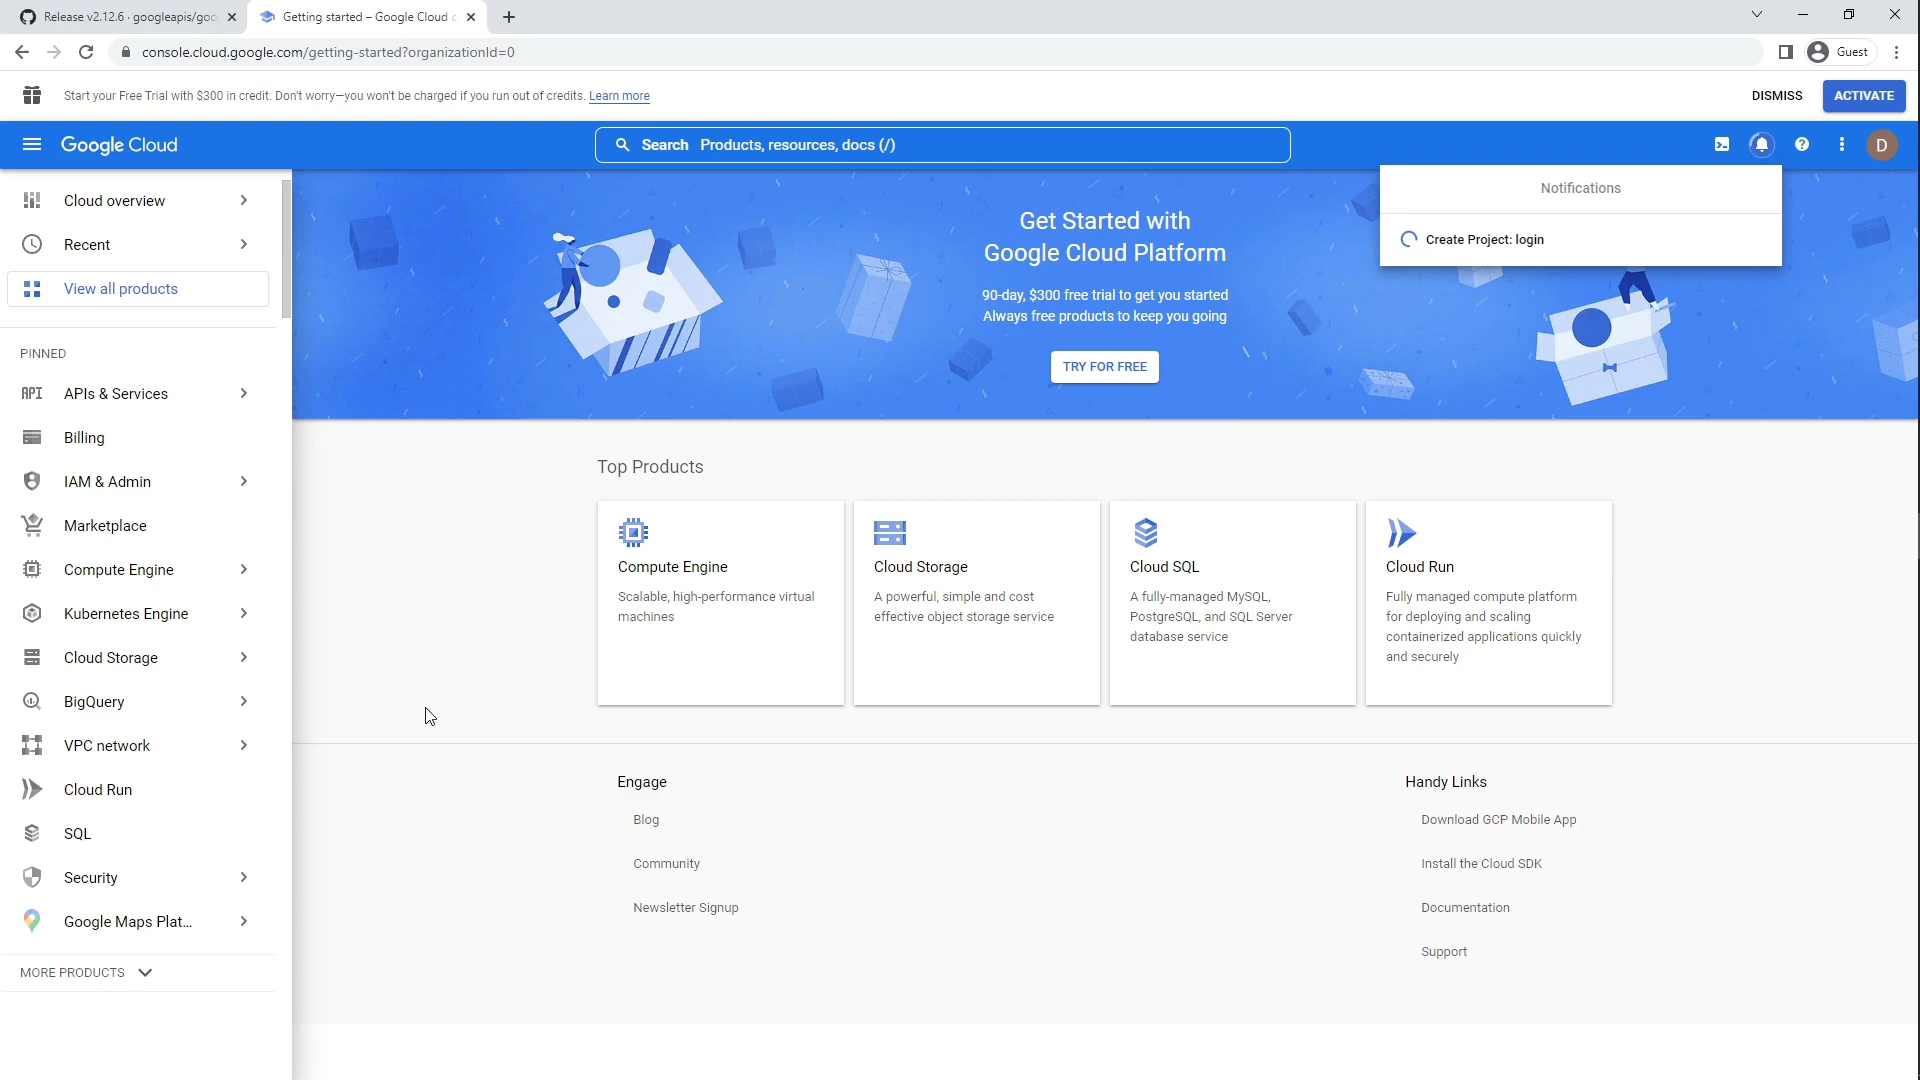 Release v2.12.6 · googleapis/goo
Getting started – Google Cloud c
console.cloud.google.com/getting-started?organizationId=0
Guest
Start your Free Trial with $300 in credit. Don't worry—you won't be charged if you run out of credits. Learn more
DISMISS
ACTIVATE
Google Cloud
Search Products, resources, docs (/)
D
Cloud overview
Recent
View all products
PINNED
API APIs & Services
Billing
IAM & Admin
Marketplace
Compute Engine
Kubernetes Engine
Cloud Storage
BigQuery
VPC network
Cloud Run
SQL
Security
Google Maps Plat...
MORE PRODUCTS
Get Started with
Google Cloud Platform
90-day, $300 free trial to get you started
Always free products to keep you going
TRY FOR FREE
Notifications
Create Project: login
Top Products
Compute Engine
Scalable, high-performance virtual
machines
Cloud Storage
A powerful, simple and cost
effective object storage service
Cloud SQL
A fully-managed MySQL,
PostgreSQL, and SQL Server
database service
Cloud Run
Fully managed compute platform
for deploying and scaling
containerized applications quickly
and securely
Engage
Blog
Community
Newsletter Signup
Handy Links
Download GCP Mobile App
Install the Cloud SDK
Documentation
Support